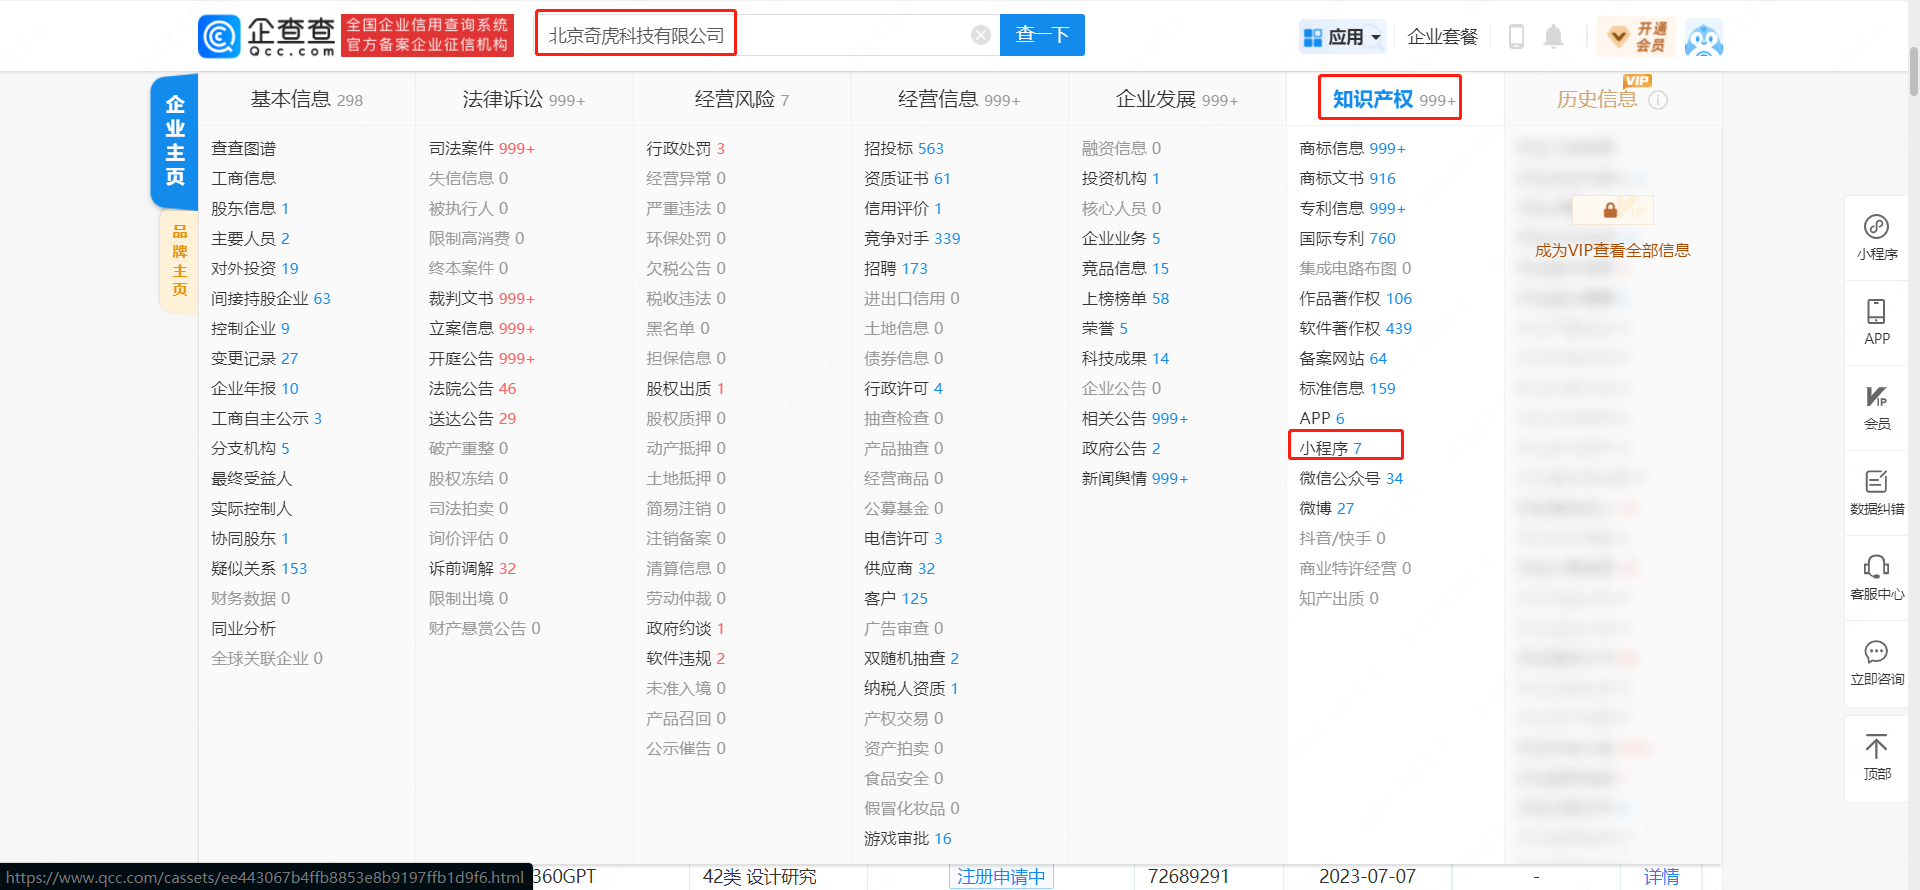 企查查
Qcc.com
全国企业信用查询系统
官方备案企业征信机构
北京奇虎科技有限公司
查一下
应用
企业套餐
开通
会员
企业主页
品牌主页
基本信息 298
查查图谱
工商信息
股东信息 1
主要人员 2
对外投资 19
间接持股企业 63
控制企业 9
变更记录 27
企业年报 10
工商自主公示 3
分支机构 5
最终受益人
实际控制人
协同股东 1
疑似关系 153
财务数据 0
同业分析
全球关联企业 0
法律诉讼 999+
司法案件 999+
失信信息 0
被执行人 0
限制高消费 0
终本案件 0
裁判文书 999+
立案信息 999+
开庭公告 999+
法院公告 46
送达公告 29
破产重整 0
股权冻结 0
司法拍卖 0
询价评估 0
诉前调解 32
限制出境 0
财产悬赏公告 0
经营风险 7
行政处罚 3
经营异常 0
严重违法 0
环保处罚 0
欠税公告 0
税收违法 0
黑名单 0
担保信息 0
股权出质 1
股权质押 0
动产抵押 0
土地抵押 0
简易注销 0
注销备案 0
清算信息 0
劳动仲裁 0
政府约谈 1
软件违规 2
未准入境 0
产品召回 0
公示催告 0
经营信息 999+
招投标 563
资质证书 61
信用评价 1
竞争对手 339
招聘 173
进出口信用 0
土地信息 0
债券信息 0
行政许可 4
抽查检查 0
产品抽查 0
经营商品 0
公募基金 0
电信许可 3
供应商 32
客户 125
广告审查 0
双随机抽查 2
纳税人资质 1
产权交易 0
资产拍卖 0
食品安全 0
假冒化妆品 0
游戏审批 16
企业发展 999+
融资信息 0
投资机构 1
核心人员 0
企业业务 5
竞品信息 15
上榜榜单 58
荣誉 5
科技成果 14
企业公告 0
相关公告 999+
政府公告 2
新闻舆情 999+
知识产权 999+
商标信息 999+
商标文书 916
专利信息 999+
国际专利 760
集成电路布图 0
作品著作权 106
软件著作权 439
备案网站 64
标准信息 159
APP 6
小程序 7
微信公众号 34
微博 27
抖音/快手 0
商业特许经营 0
知产出质 0
VIP
历史信息
VIP
成为VIP查看全部信息
小程序
APP
VIP
会员
数据纠错
客服中心
立即咨询
顶部
https://www.qcc.com/cassets/ee443067b4ffb8853e8b9197ffb1d9f6.html
360GPT
42类 设计研究
注册申请中
72689291
2023-07-07
-
详情